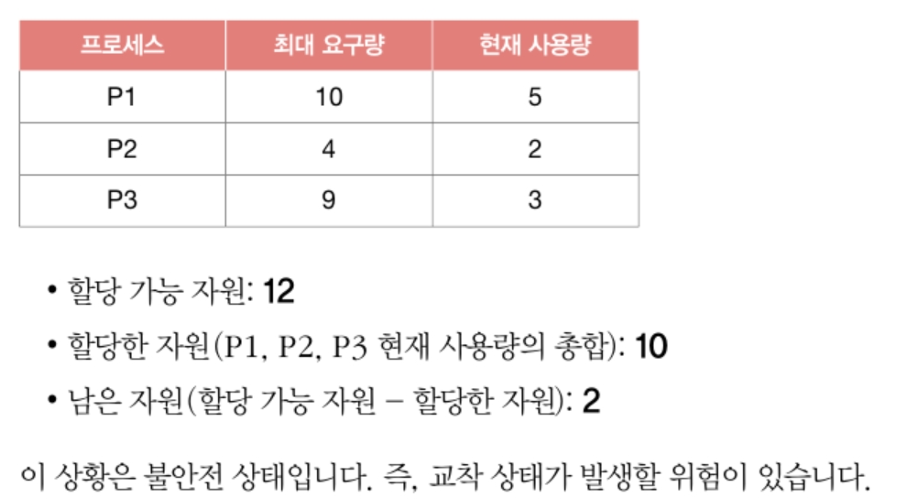 프로세스 최대 요구량 현재 사용량
P1 10 5
P2 4 2
P3 9 3
• 할당 가능 자원: 12
• 할당한 자원(P1, P2, P3 현재 사용량의 총합): 10
• 남은 자원(할당 가능 자원 – 할당한 자원): 2
이 상황은 불안전 상태입니다. 즉, 교착 상태가 발생할 위험이 있습니다.